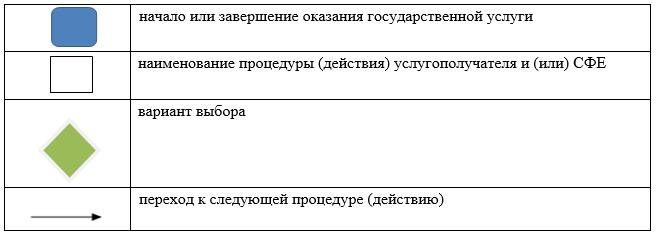 начало или завершение оказания государственной услуги
наименование процедуры (действия) услугополучателя и (или) СФЕ
вариант выбора
переход к следующей процедуре (действию)